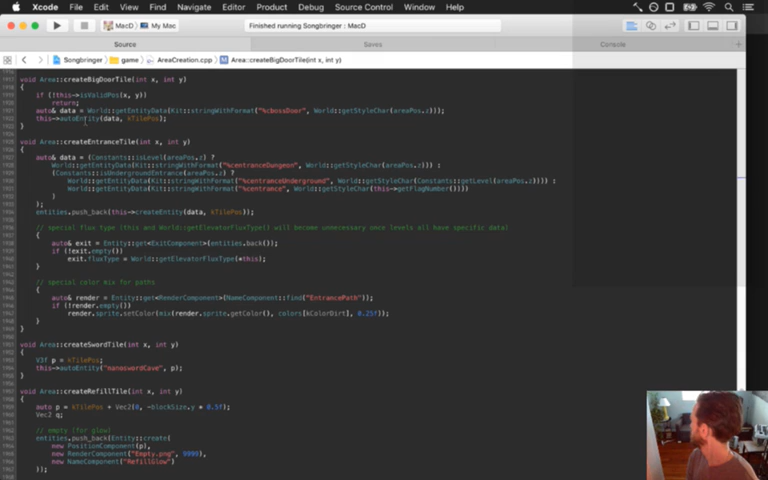 Xcode File Edit View Find Navigate Editor Product Debug Source Control Window Help
MacD My Mac Finished running Songbringer : MacD
Source Saves Console
Songbringer game AreaCreation.cpp Area::createBigDoorTile(int x, int y)
void Area::createBigDoorTile(int x, int y)
{
if (!this->isValidPos(x, y))
return;
auto& data = World::getEntityData(Kit::stringWithFormat("%cbossDoor", World::getStyleChar(areaPos.z)));
this->autoEntity(data, kTilePos);
}
void Area::createEntranceTile(int x, int y)
{
auto& data = (Constants::isLevel(areaPos.z) ?
World::getEntityData(Kit::stringWithFormat("%centranceDungeon", World::getStyleChar(areaPos.z))) :
(Constants::isUndergroundEntrance(areaPos.z) ?
World::getEntityData(Kit::stringWithFormat("%centranceUnderground", World::getStyleChar(Constants::getLevel(areaPos.z)))) :
World::getEntityData(Kit::stringWithFormat("%centrance", World::getStyleChar(this->getFlagNumber())))
)
);
entities.push_back(this->createEntity(data, kTilePos));
// special flux type (this and World::getElevatorFluxType() will become unnecessary once levels all have specific data)
{
auto& exit = Entity::get<ExitComponent>(entities.back());
if (!exit.empty())
exit.fluxType = World::getElevatorFluxType(*this);
}
// special color mix for paths
{
auto& render = Entity::get<RenderComponent>(NameComponent::find("EntrancePath"));
if (!render.empty())
render.sprite.setColor(mix(render.sprite.getColor(), colors[kColorDirt], 0.25f));
}
}
void Area::createSwordTile(int x, int y)
{
V3f p = kTilePos;
this->autoEntity("nanoswordCave", p);
}
void Area::createRefillTile(int x, int y)
{
auto p = kTilePos + Vec2(0, -blockSize.y * 0.5f);
Vec2 q;
// empty (for glow)
entities.push_back(Entity::create(
new PositionComponent(p),
new RenderComponent("Empty.png", 9000),
new NameComponent("RefillGlow")
));